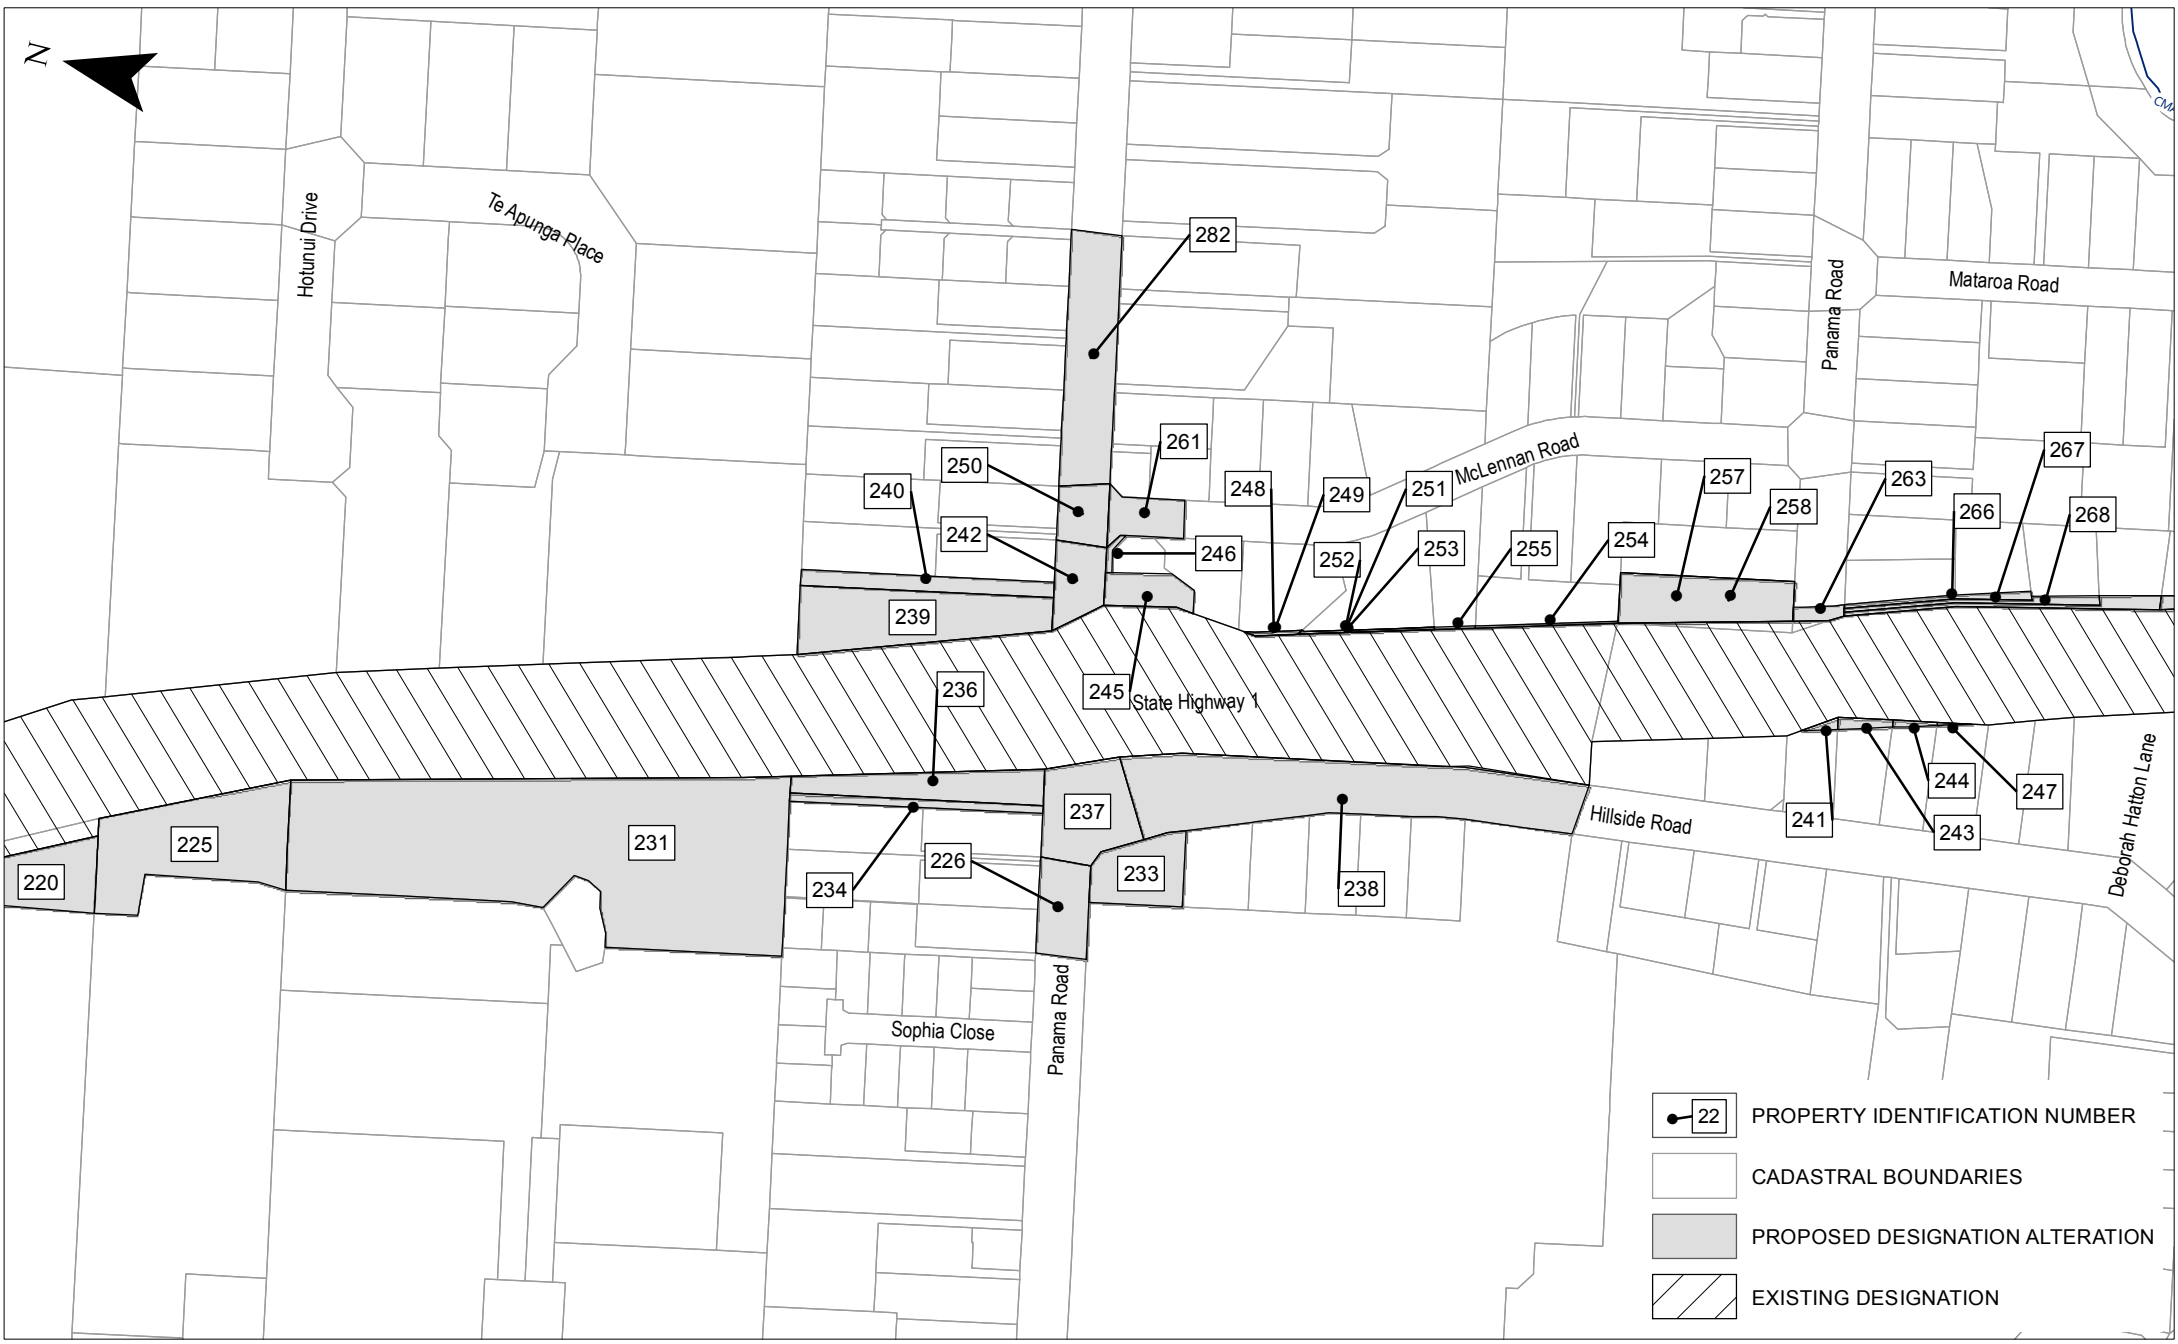 N
CMA
Hotunui Drive
Te Apunga Place
282
Panama Road
Mataroa Road
261
250
240
242
246
239
248
249
251
McLennan Road
252
253
255
254
257
258
263
266
267
268
236
245
State Highway 1
237
225
231
220
234
226
233
238
Hillside Road
241
243
244
247
Deborah Hatton Lane
Sophia Close
Panama Road
22 PROPERTY IDENTIFICATION NUMBER
CADASTRAL BOUNDARIES
PROPOSED DESIGNATION ALTERATION
EXISTING DESIGNATION